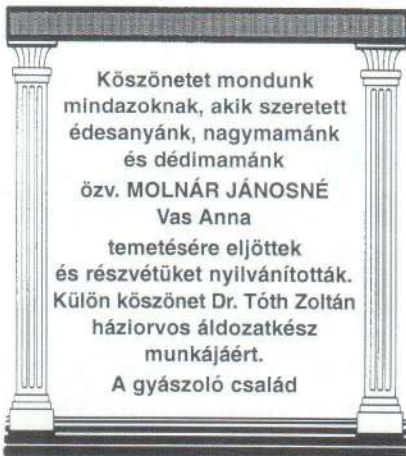 Köszönetet mondunk
mindazoknak, akik szeretett
édesanyánk, nagymamánk
és dédimamánk
özv. MOLNÁR JÁNOSNÉ
Vas Anna
temetésére eljöttek
és részvétüket nyilvánították.
Külön köszönet Dr. Tóth Zoltán
háziorvos áldozatkész
munkájáért.
A gyászoló család